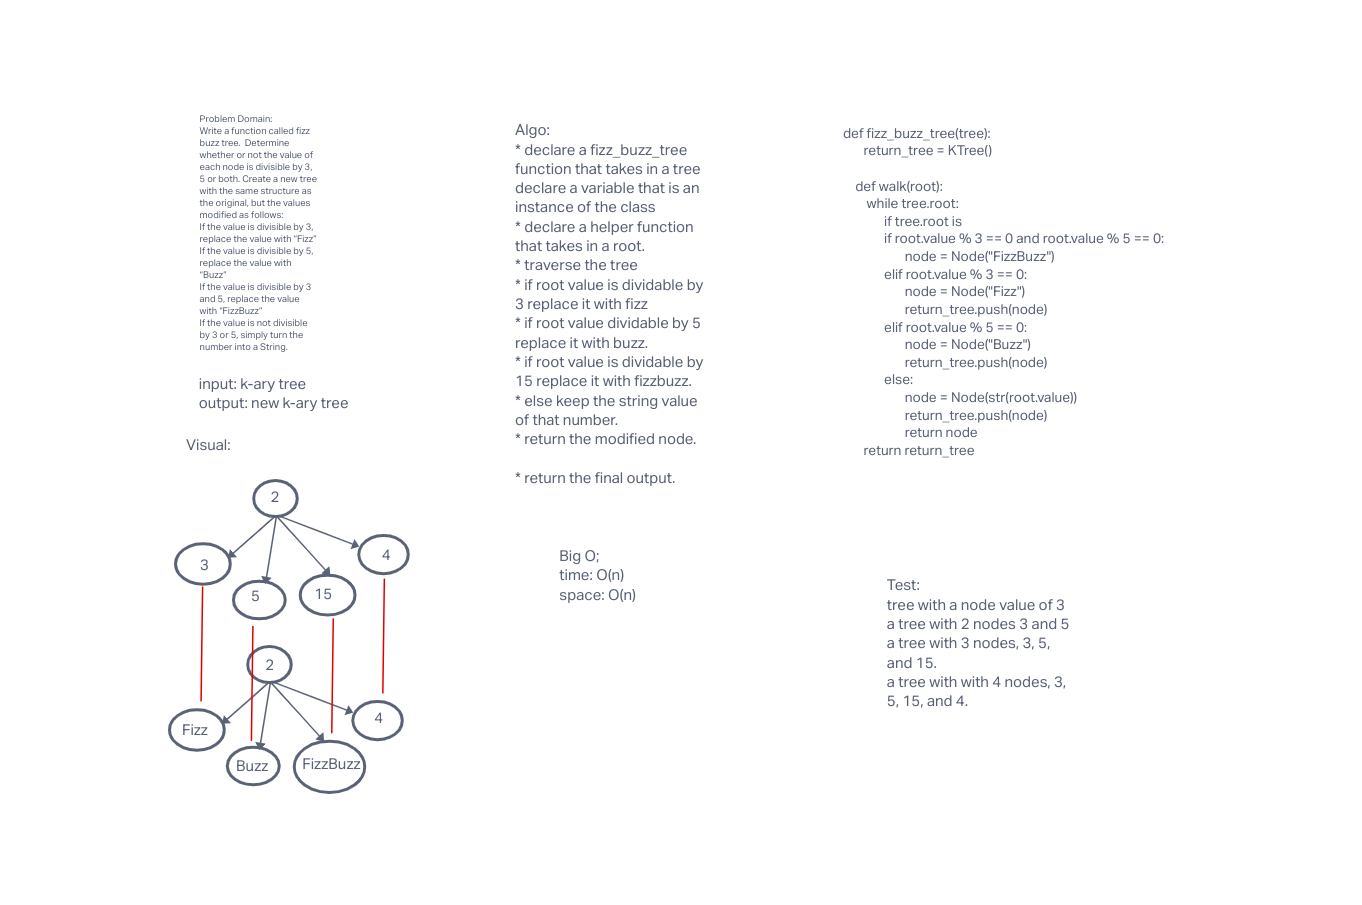 Problem Domain:
Write a function called fizz
buzz tree.  Determine
whether or not the value of
each node is divisible by 3,
5 or both. Create a new tree
with the same structure as
the original, but the values
modified as follows:
If the value is divisible by 3,
replace the value with "Fizz"
If the value is divisible by 5,
replace the value with
"Buzz"
If the value is divisible by 3
and 5, replace the value
with "FizzBuzz"
If the value is not divisible
by 3 or 5, simply turn the
number into a String.
input: k-ary tree
output: new k-ary tree
Visual:
2
3
5
15
4
2
Fizz
Buzz
FizzBuzz
4
Algo:
* declare a fizz_buzz_tree
function that takes in a tree
declare a variable that is an
instance of the class
* declare a helper function
that takes in a root.
* traverse the tree
* if root value is dividable by
3 replace it with fizz
* if root value dividable by 5
replace it with buzz.
* if root value is dividable by
15 replace it with fizzbuzz.
* else keep the string value
of that number.
* return the modified node.
* return the final output.
Big O;
time: O(n)
space: O(n)
def fizz_buzz_tree(tree):
return_tree = KTree()
def walk(root):
while tree.root:
if tree.root is
if root.value % 3 == 0 and root.value % 5 == 0:
node = Node("FizzBuzz")
elif root.value % 3 == 0:
node = Node("Fizz")
return_tree.push(node)
elif root.value % 5 == 0:
node = Node("Buzz")
return_tree.push(node)
else:
node = Node(str(root.value))
return_tree.push(node)
return node
return return_tree
Test:
tree with a node value of 3
a tree with 2 nodes 3 and 5
a tree with 3 nodes, 3, 5,
and 15.
a tree with with 4 nodes, 3,
5, 15, and 4.